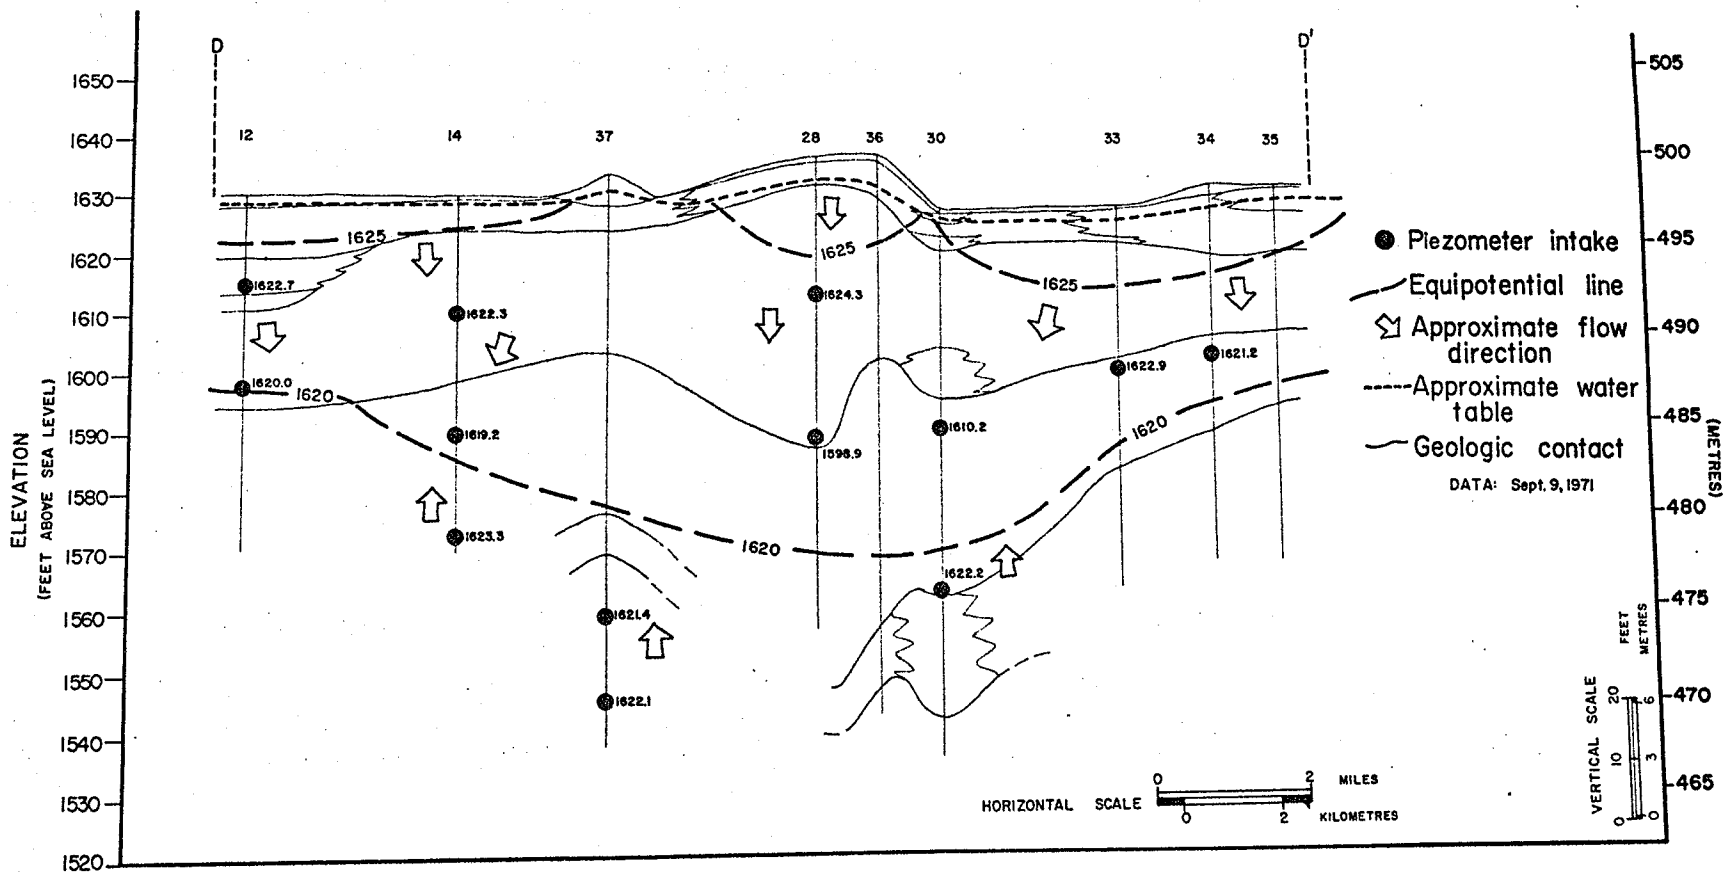 D
D'
12
14
37
28
36
30
33
34
35
1650
1640
1630
1620
1610
1600
1590
1580
1570
1560
1550
1540
1530
1520
ELEVATION
(FEET ABOVE SEA LEVEL)
505
500
495
490
485
480
475
470
465
(METRES)
1625
1625
1625
1622.7
1622.3
1624.3
1620.0
1620
1619.2
1598.9
1610.2
1622.9
1621.2
1620
1623.3
1620
1622.2
1621.4
1622.1
Piezometer intake
Equipotential line
Approximate flow
direction
Approximate water
table
Geologic contact
DATA: Sept. 9, 1971
HORIZONTAL SCALE
0 2 MILES
0 2 KILOMETRES
VERTICAL SCALE
FEET
METRES
20 6
10 3
0 0